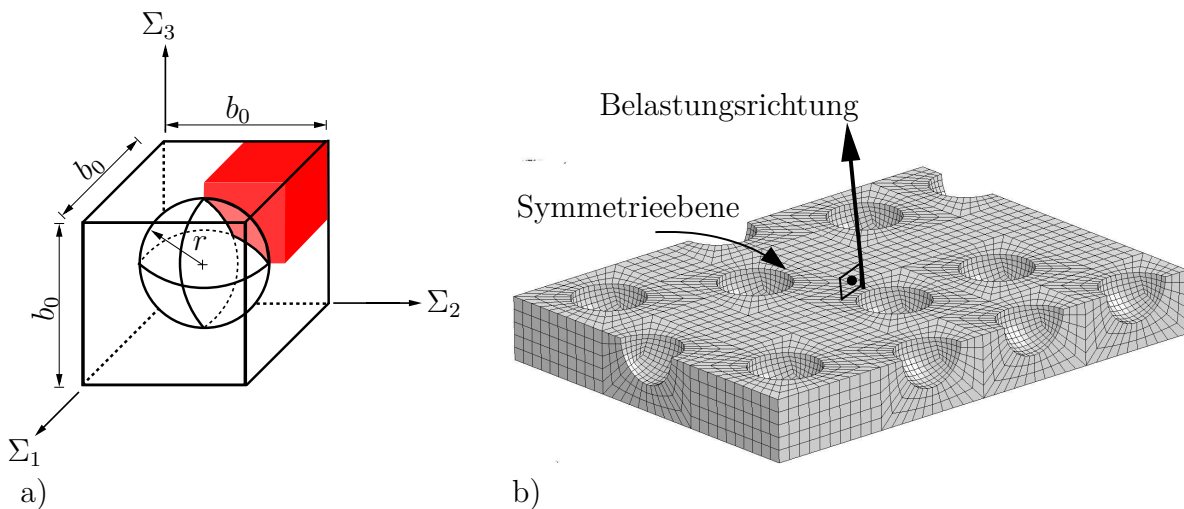 Σ₃
b₀
b₀
b₀
r
Σ₂
Σ₁
a)
Belastungsrichtung
Symmetrieebene
b)